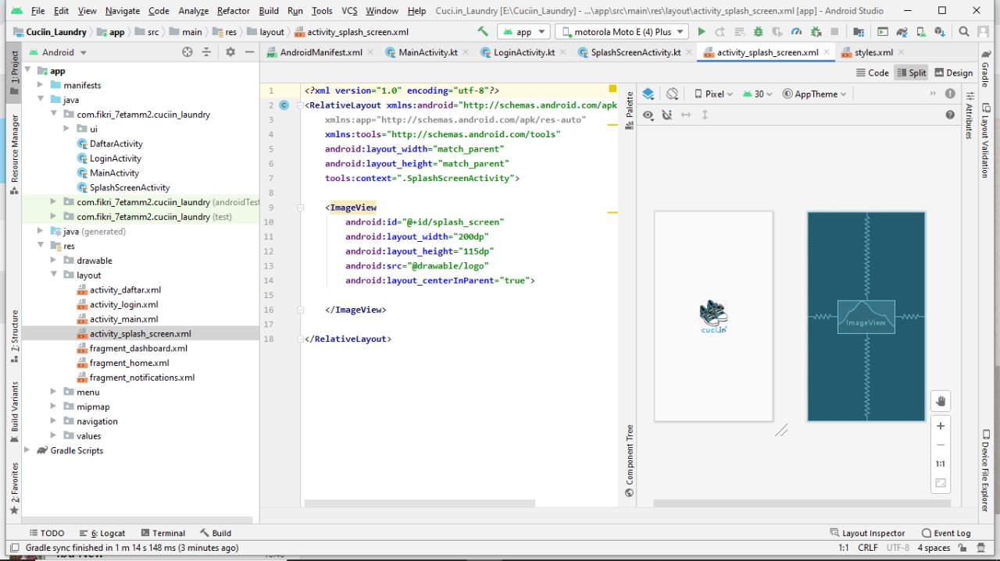 File Edit View Navigate Code Analyze Refactor Build Run Tools VCS Window Help Cuci.in_Laundry [E:\Cuciin_Laundry] - ...\app\src\main\res\layout\activity_splash_screen.xml [app] - Android Studio
Cuciin_Laundry app src main res layout activity_splash_screen.xml app motorola Moto E (4) Plus
Android AndroidManifest.xml MainActivity.kt LoginActivity.kt SplashScreenActivity.kt activity_splash_screen.xml styles.xml
Code Split Design
1: Project
Resource Manager
7: Structure
Build Variants
2: Favorites
app
manifests
java
com.fikri_7etamm2.cuciin_laundry
ui
DaftarActivity
LoginActivity
MainActivity
SplashScreenActivity
com.fikri_7etamm2.cuciin_laundry (androidTest
com.fikri_7etamm2.cuciin_laundry (test)
java (generated)
res
drawable
layout
activity_daftar.xml
activity_login.xml
activity_main.xml
activity_splash_screen.xml
fragment_dashboard.xml
fragment_home.xml
fragment_notifications.xml
menu
mipmap
navigation
values
Gradle Scripts
1 <?xml version="1.0" encoding="utf-8"?>
2 <RelativeLayout xmlns:android="http://schemas.android.com/apk
3 xmlns:app="http://schemas.android.com/apk/res-auto"
4 xmlns:tools="http://schemas.android.com/tools"
5 android:layout_width="match_parent"
6 android:layout_height="match_parent"
7 tools:context=".SplashScreenActivity">
8
9 <ImageView
10 android:id="@+id/splash_screen"
11 android:layout_width="200dp"
12 android:layout_height="115dp"
13 android:src="@drawable/logo"
14 android:layout_centerInParent="true">
15
16 </ImageView>
17
18 </RelativeLayout>
Palette
Component Tree
Pixel 30 AppTheme
cuci.in
ImageView
1:1
Attributes
Gradle
Layout Validation
Device File Explorer
TODO 6: Logcat Terminal Build Layout Inspector Event Log
Gradle sync finished in 1 m 14 s 148 ms (3 minutes ago) 1:1 CRLF UTF-8 4 spaces